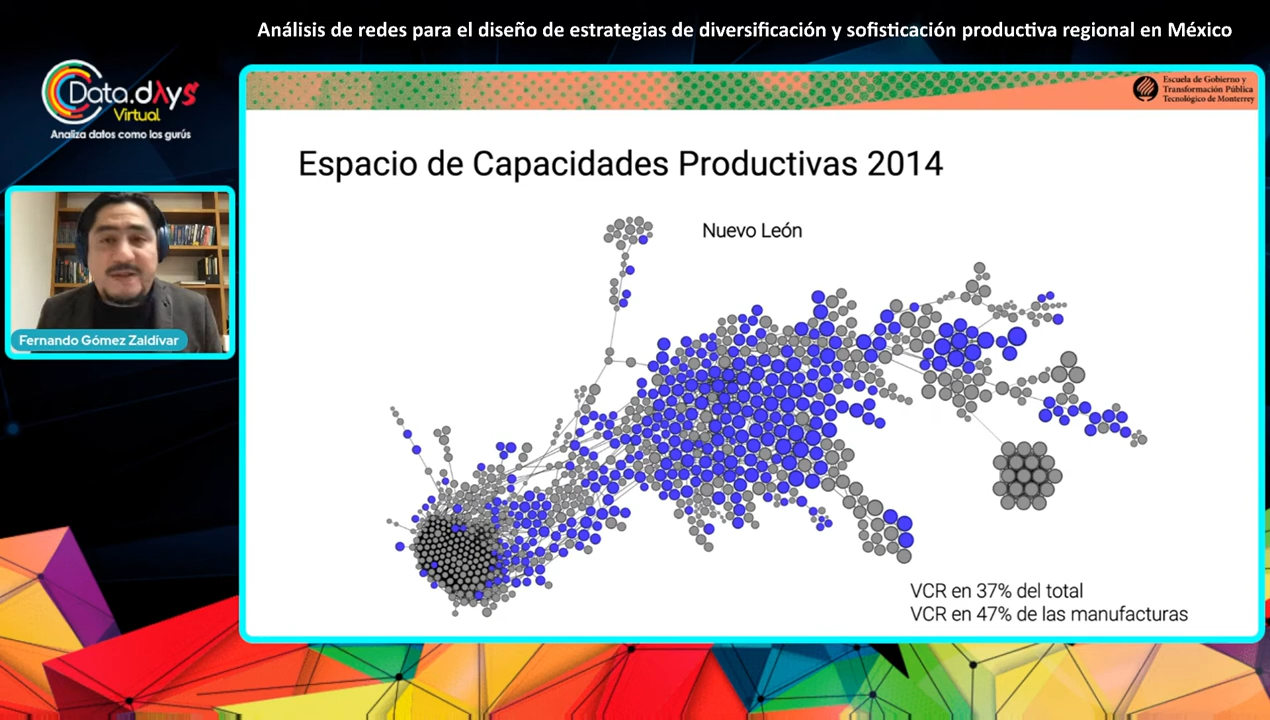 Análisis de redes para el diseño de estrategias de diversificación y sofisticación productiva regional en México
Data.dλys
Virtual
Analiza datos como los gurús
Escuela de Gobierno y
Transformación Pública
Tecnológico de Monterrey
Espacio de Capacidades Productivas 2014
Nuevo León
Fernando Gómez Zaldívar
VCR en 37% del total
VCR en 47% de las manufacturas